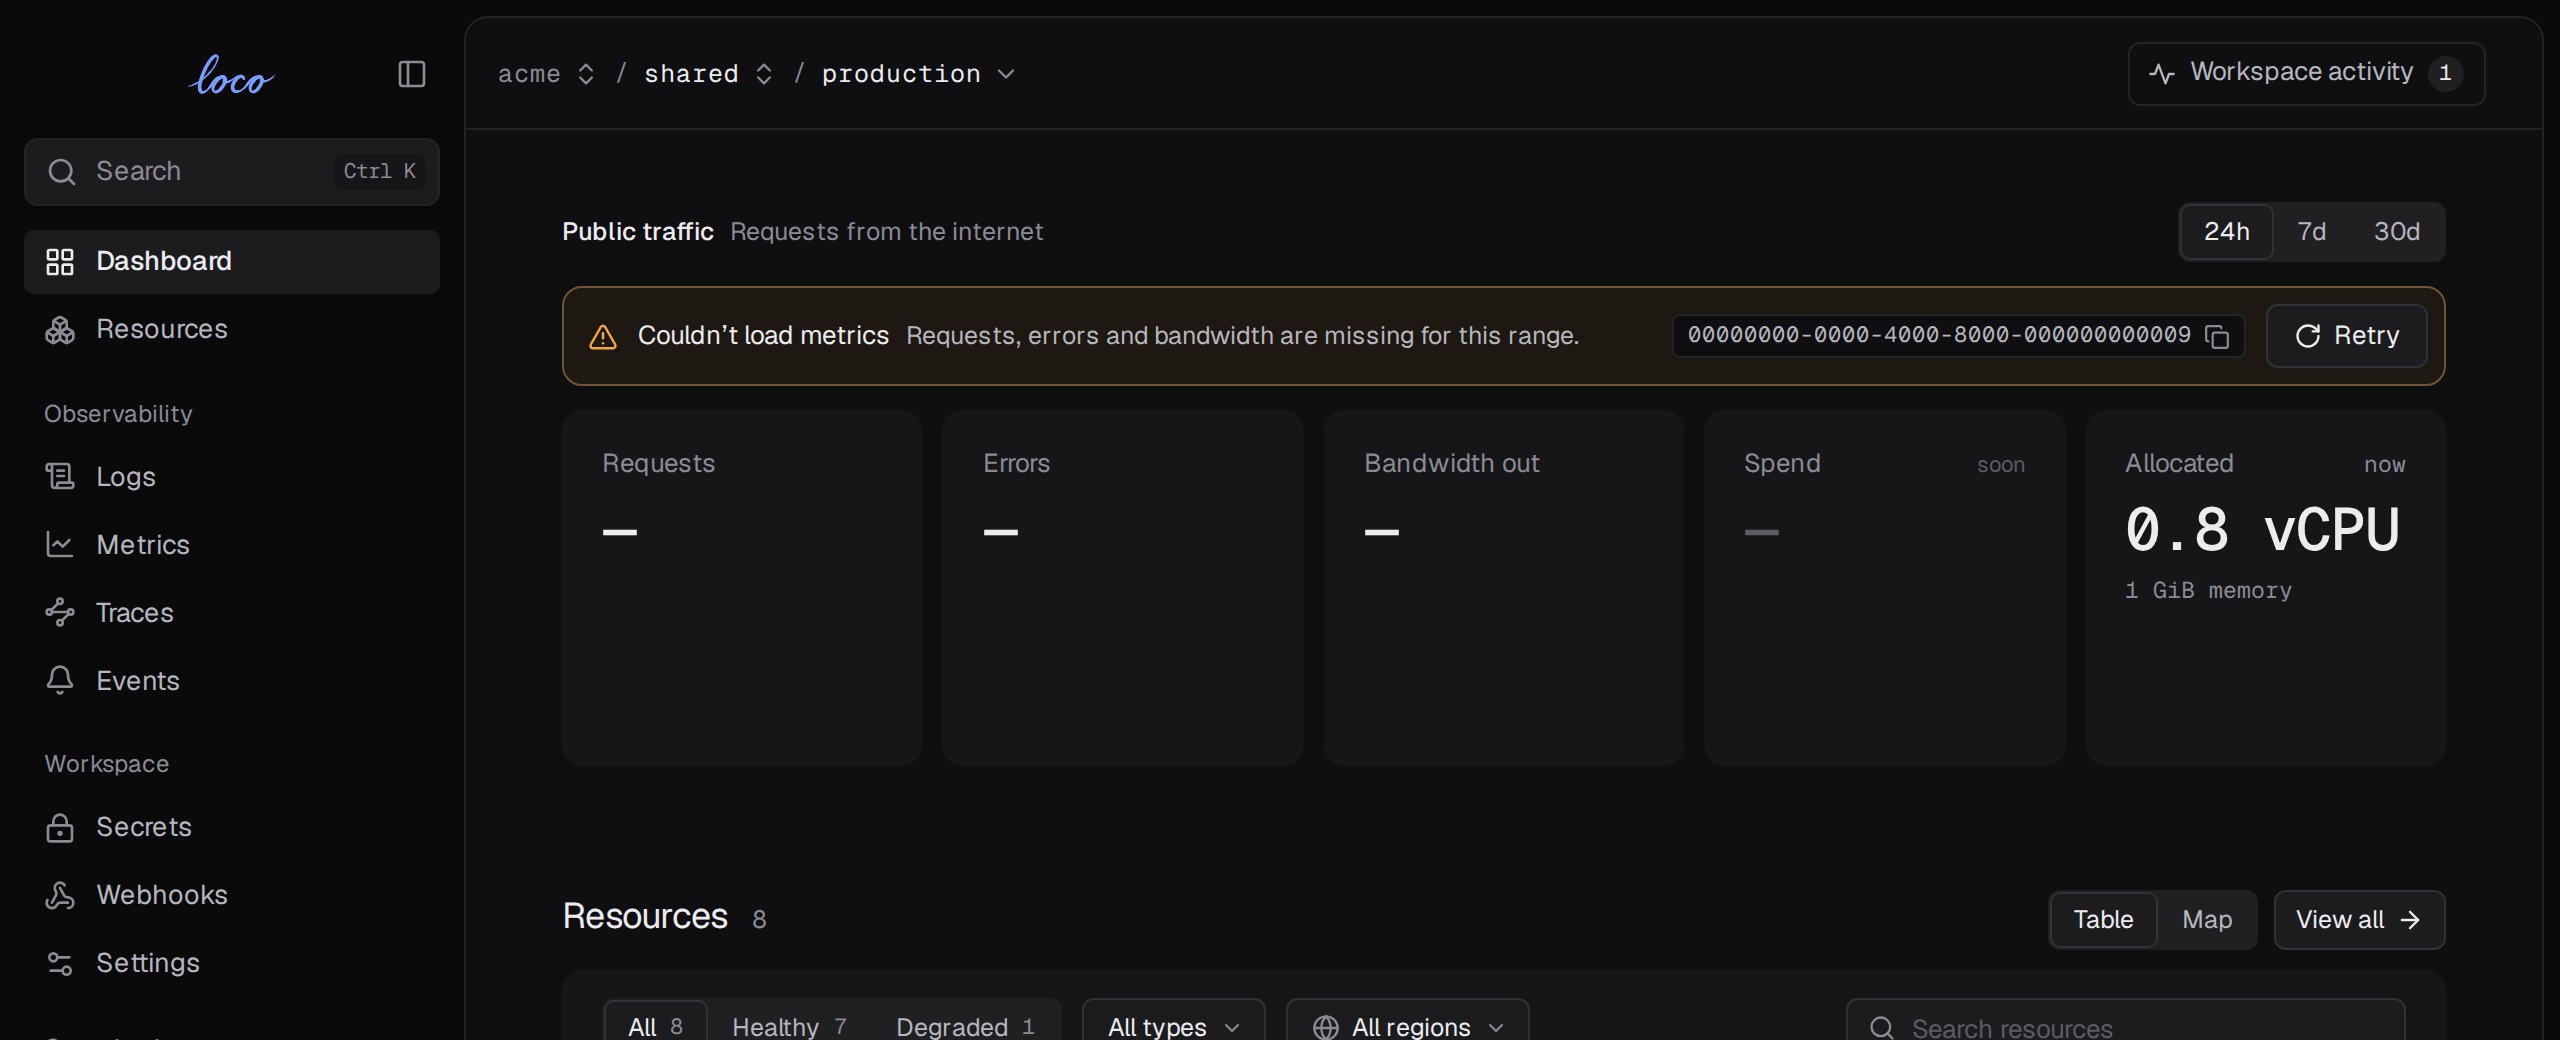 loco
acme / shared / production
Workspace activity 1
Search Ctrl K
Dashboard
Resources
Observability
Logs
Metrics
Traces
Events
Workspace
Secrets
Webhooks
Settings
Public traffic Requests from the internet
24h 7d 30d
Couldn’t load metrics Requests, errors and bandwidth are missing for this range.
00000000-0000-4000-8000-000000000009
Retry
Requests
—
Errors
—
Bandwidth out
—
Spend soon
—
Allocated now
0.8 vCPU
1 GiB memory
Resources 8
Table Map
View all
All 8 Healthy 7 Degraded 1
All types
All regions
Search resources